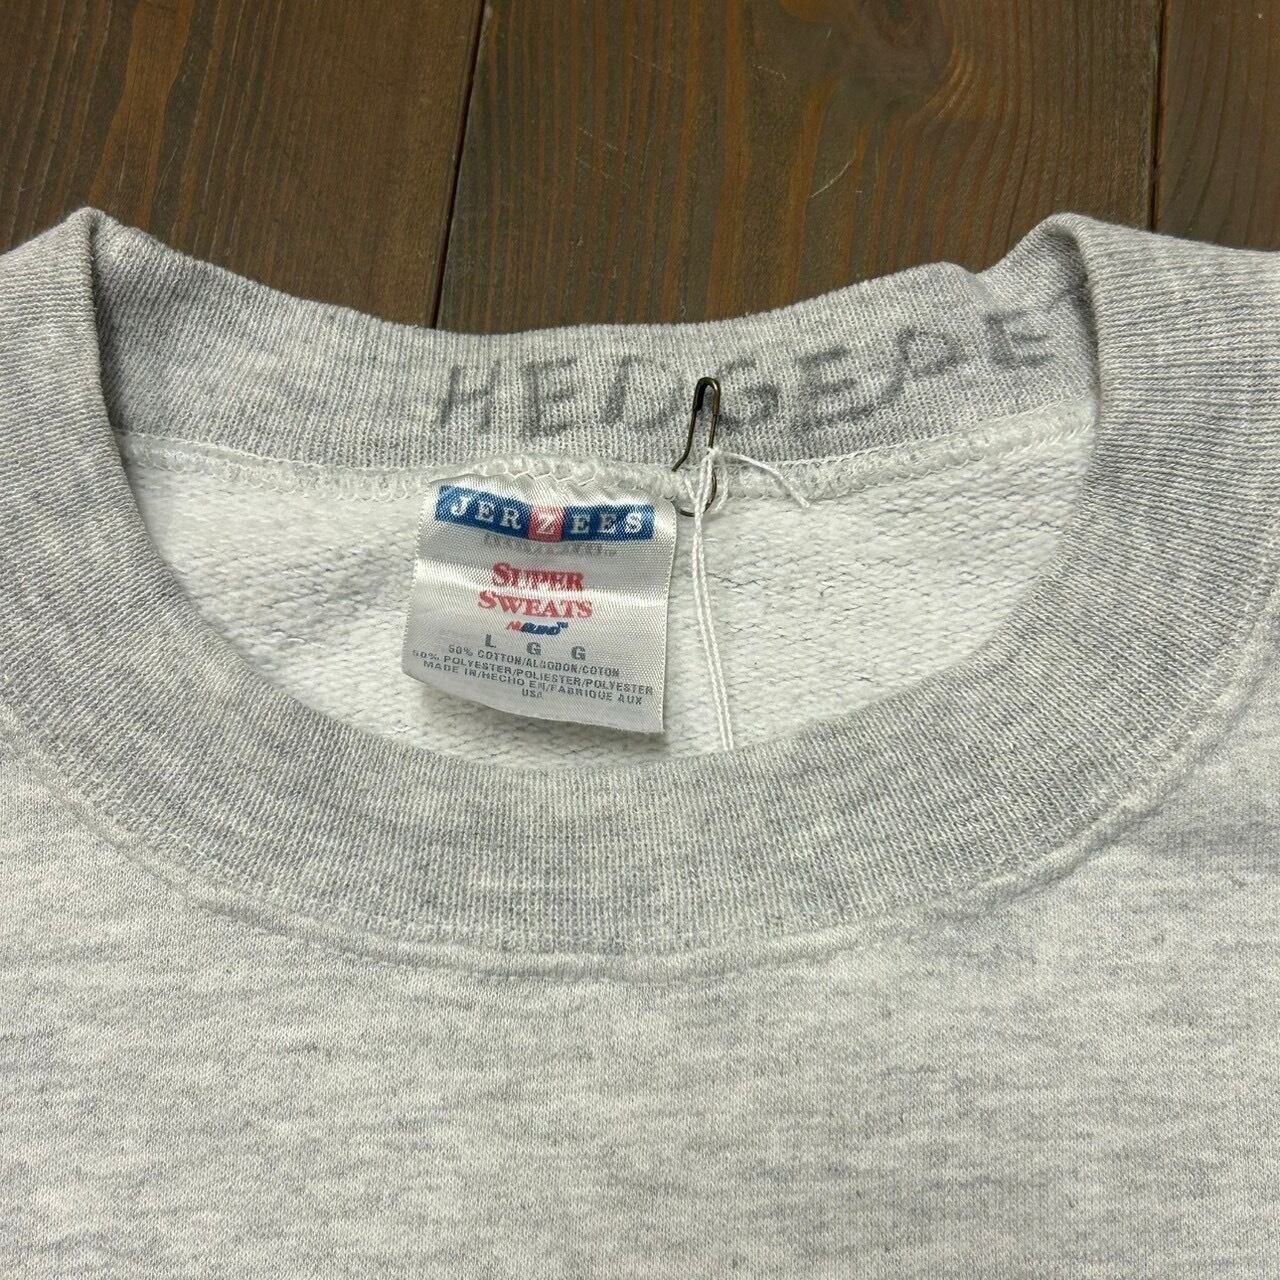 HEDGEPE
JERZEES
SUPER
SWEATS
NUBLEND™
L G G
50% COTTON/ALGODON/COTON
50% POLYESTER/POLIESTER/POLYESTER
MADE IN/HECHO EN/FABRIQUE AUX
USA